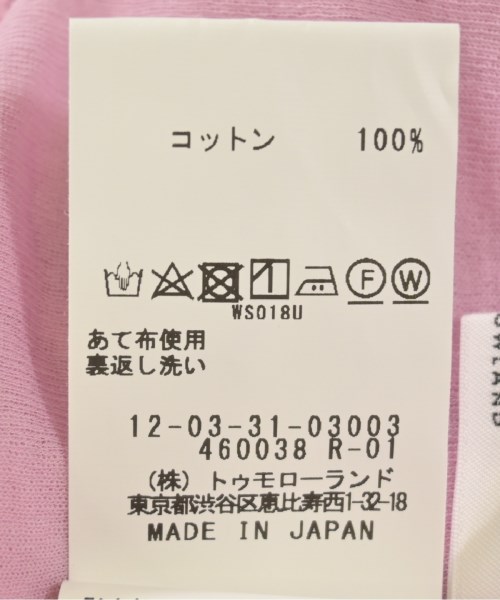 コットン 100%
F W
WS018U
あて布使用
裏返し洗い
12-03-31-03003
460038 R-01
(株) トゥモローランド
東京都渋谷区恵比寿西1-32-18
MADE IN JAPAN